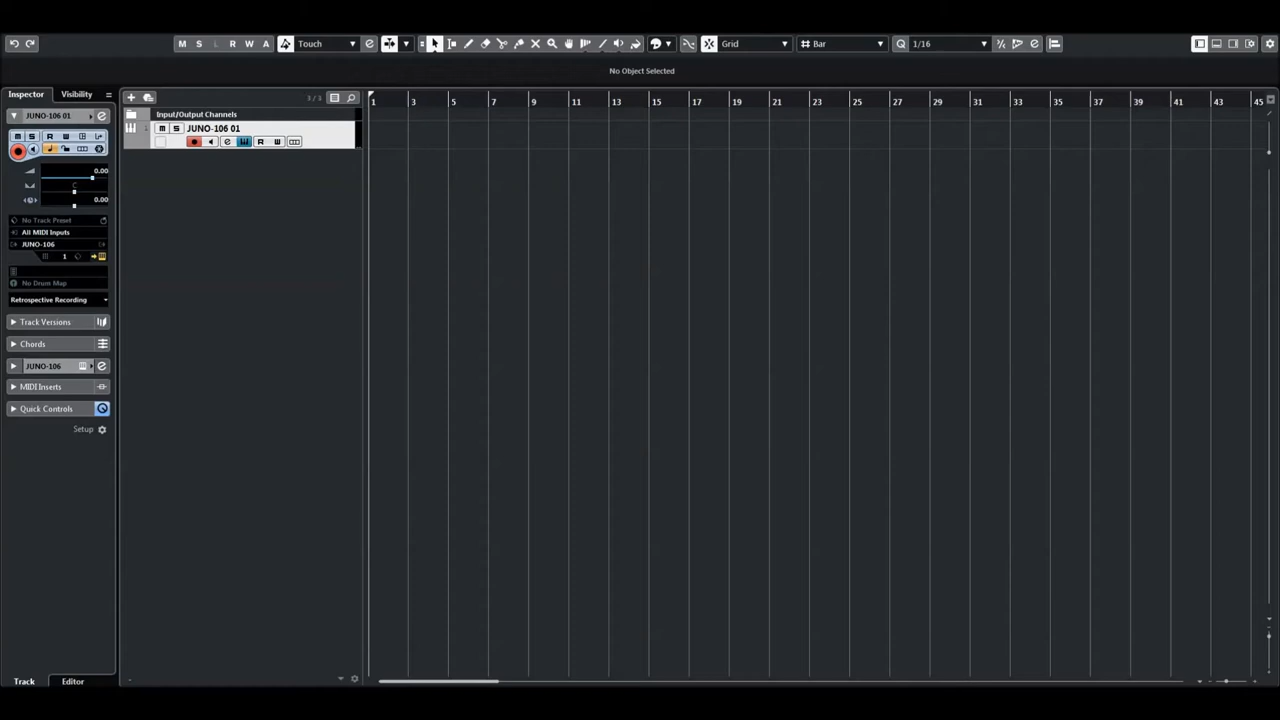 M S L R W A Touch Grid Bar Q 1/16
No Object Selected
Inspector Visibility 3 / 3 1 3 5 7 9 11 13 15 17 19 21 23 25 27 29 31 33 35 37 39 41 43 45
JUNO-106 01 Input/Output Channels
1 m S JUNO-106 01
M S R W
R W
0.00
C
0.00
No Track Preset
All MIDI Inputs
JUNO-106
1
No Drum Map
Retrospective Recording
Track Versions
Chords
JUNO-106
MIDI Inserts
Quick Controls
Setup
Track Editor